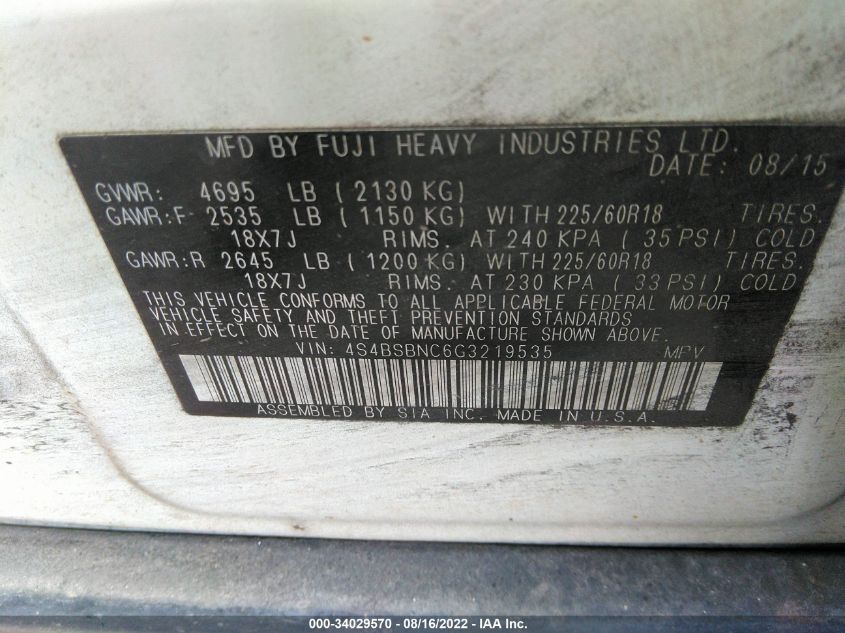 MFD BY FUJI HEAVY INDUSTRIES LTD.
DATE: 08/15
GVWR: 4695 LB ( 2130 KG)
GAWR:F 2535 LB ( 1150 KG) WITH 225/60R18 TIRES.
18X7J RIMS. AT 240 KPA ( 35 PSI) COLD
GAWR:R 2645 LB ( 1200 KG) WITH 225/60R18 TIRES.
18X7J RIMS. AT 230 KPA ( 33 PSI) COLD
THIS VEHICLE CONFORMS TO ALL APPLICABLE FEDERAL MOTOR
VEHICLE SAFETY AND THEFT PREVENTION STANDARDS
IN EFFECT ON THE DATE OF MANUFACTURE SHOWN ABOVE.
VIN: 4S4BSBNC6G3219535 MPV
ASSEMBLED BY SIA INC. MADE IN U.S.A.
000-34029570 - 08/16/2022 - IAA Inc.